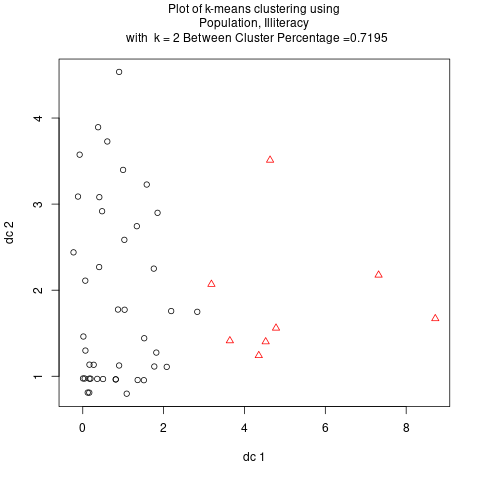 Plot of k-means clustering using
Population, Illiteracy
with  k = 2 Between Cluster Percentage =0.7195
dc 2
4
3
2
1
0 2 4 6 8
dc 1